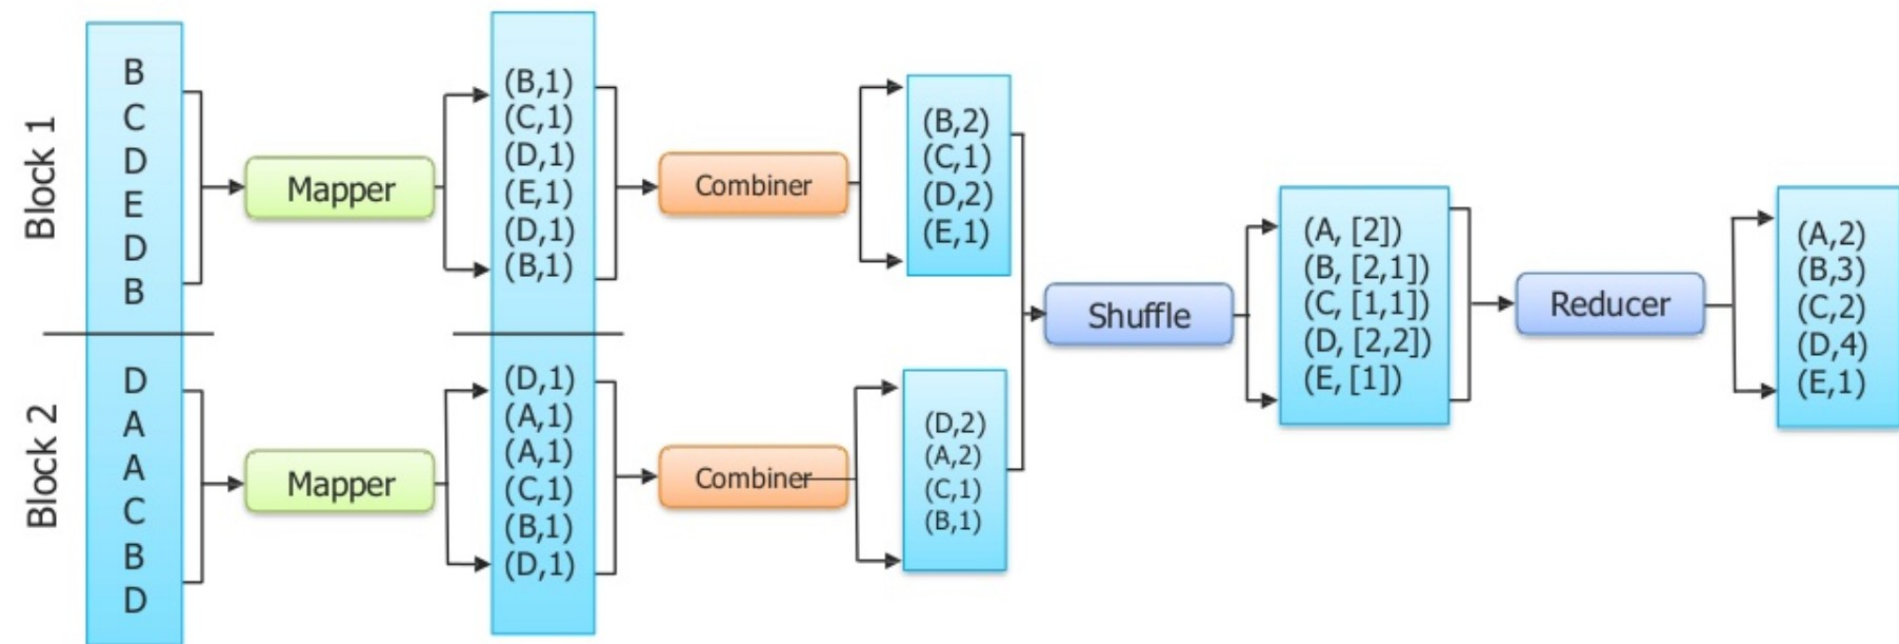 Block 1
B
C
D
E
D
B
Mapper
(B,1)
(C,1)
(D,1)
(E,1)
(D,1)
(B,1)
Combiner
(B,2)
(C,1)
(D,2)
(E,1)
Block 2
D
A
A
C
B
D
Mapper
(D,1)
(A,1)
(A,1)
(C,1)
(B,1)
(D,1)
Combiner
(D,2)
(A,2)
(C,1)
(B,1)
Shuffle
(A, [2])
(B, [2,1])
(C, [1,1])
(D, [2,2])
(E, [1])
Reducer
(A,2)
(B,3)
(C,2)
(D,4)
(E,1)